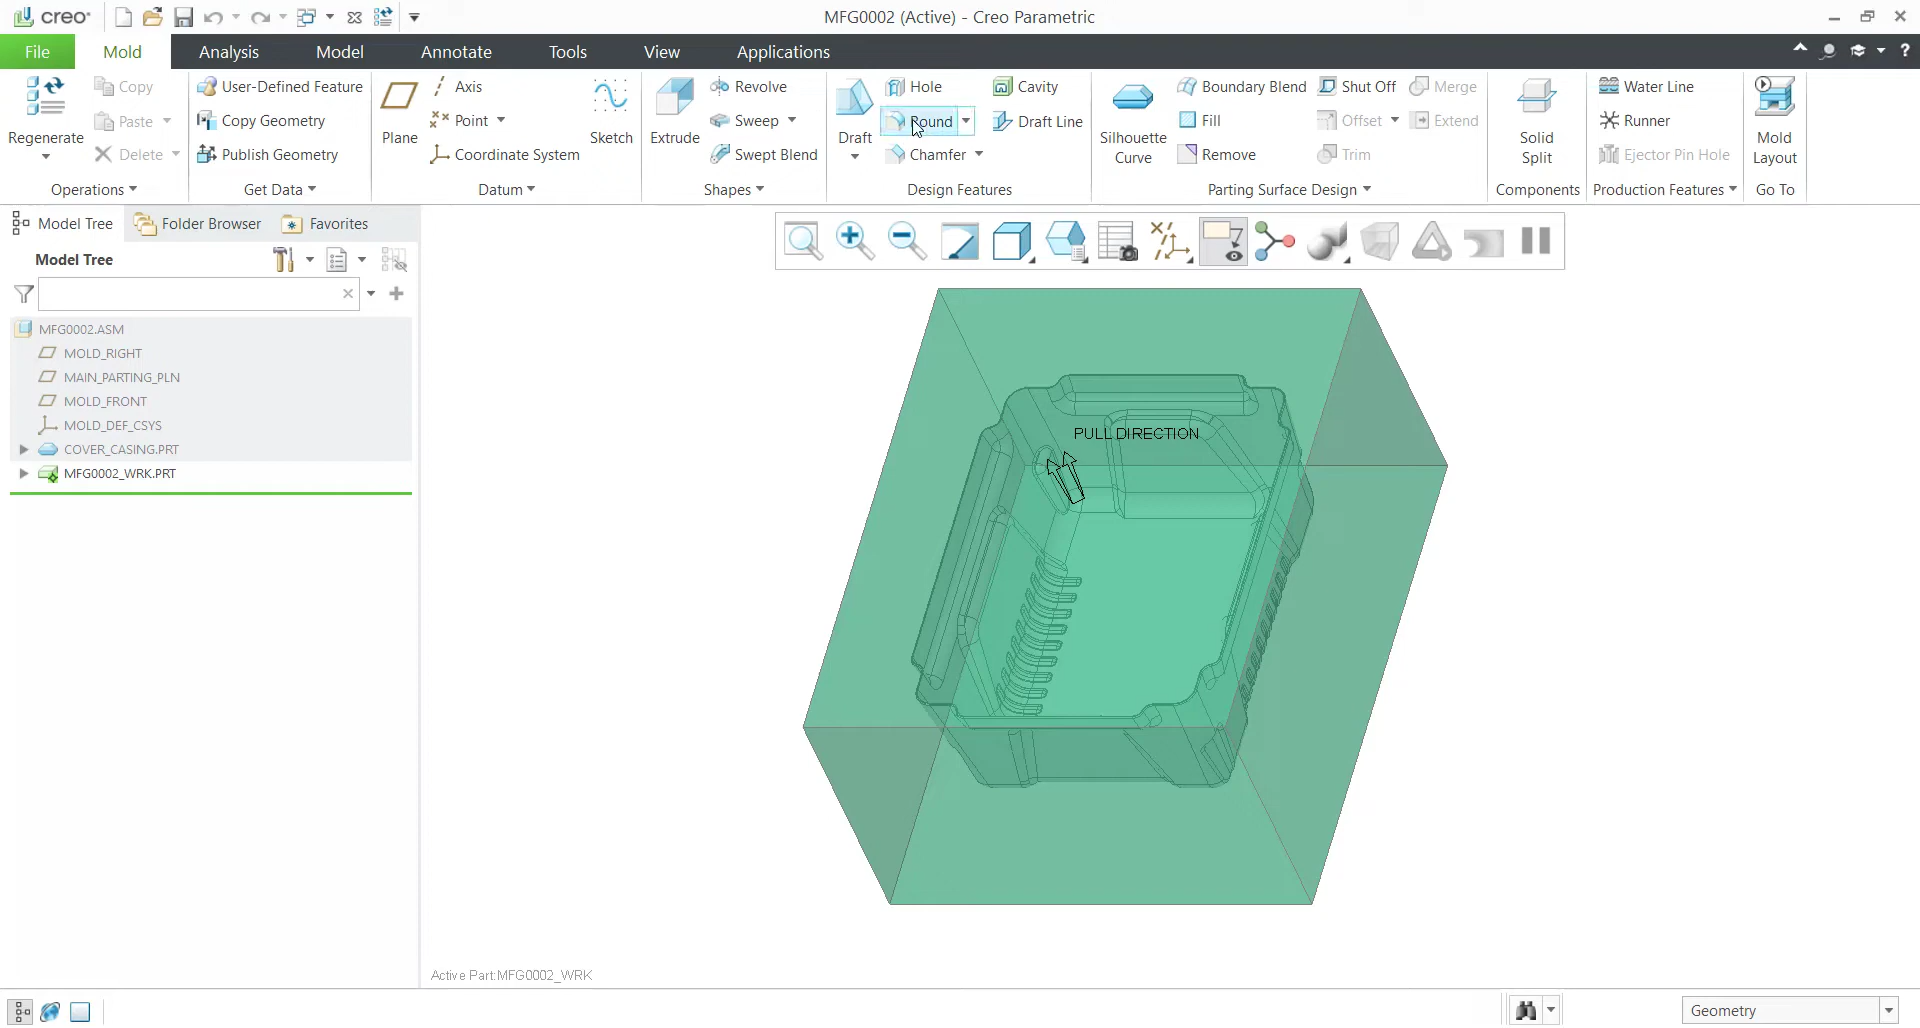 creo
MFG0002 (Active) - Creo Parametric
File
Mold
Analysis
Model
Annotate
Tools
View
Applications
Regenerate
Copy
Paste
Delete
Operations
User-Defined Feature
Copy Geometry
Publish Geometry
Get Data
Plane
Axis
Point
Coordinate System
Sketch
Datum
Extrude
Revolve
Sweep
Swept Blend
Shapes
Draft
Hole
Round
Chamfer
Cavity
Draft Line
Design Features
Silhouette
Curve
Boundary Blend
Fill
Remove
Shut Off
Offset
Trim
Merge
Extend
Parting Surface Design
Solid
Split
Components
Water Line
Runner
Ejector Pin Hole
Production Features
Mold
Layout
Go To
Model Tree
Folder Browser
Favorites
Model Tree
MFG0002.ASM
MOLD_RIGHT
MAIN_PARTING_PLN
MOLD_FRONT
MOLD_DEF_CSYS
COVER_CASING.PRT
MFG0002_WRK.PRT
PULL DIRECTION
Active Part:MFG0002_WRK
Geometry